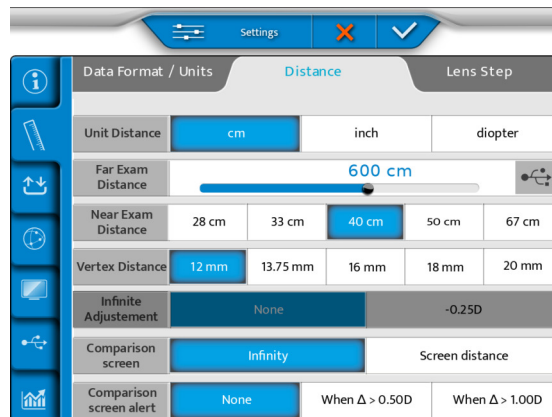 Settings
Data Format / Units Distance Lens Step
Unit Distance cm inch diopter
Far Exam Distance 600 cm
Near Exam Distance 28 cm 33 cm 40 cm 50 cm 67 cm
Vertex Distance 12 mm 13.75 mm 16 mm 18 mm 20 mm
Infinite Adjustement None -0.25D
Comparison screen Infinity Screen distance
Comparison screen alert None When Δ > 0.50D When Δ > 1.00D